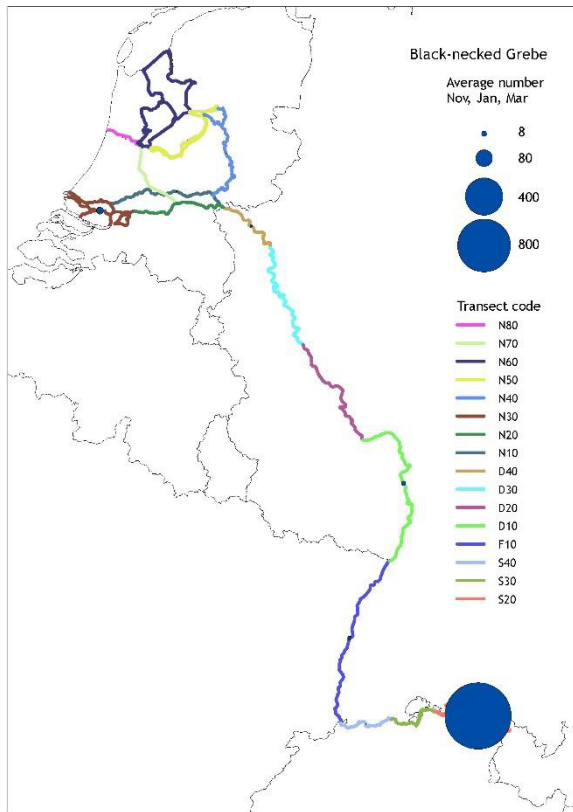 Black-necked Grebe
Average number
Nov, Jan, Mar
8
80
400
800
Transect code
N80
N70
N60
N50
N40
N30
N20
N10
D40
D30
D20
D10
F10
S40
S30
S20